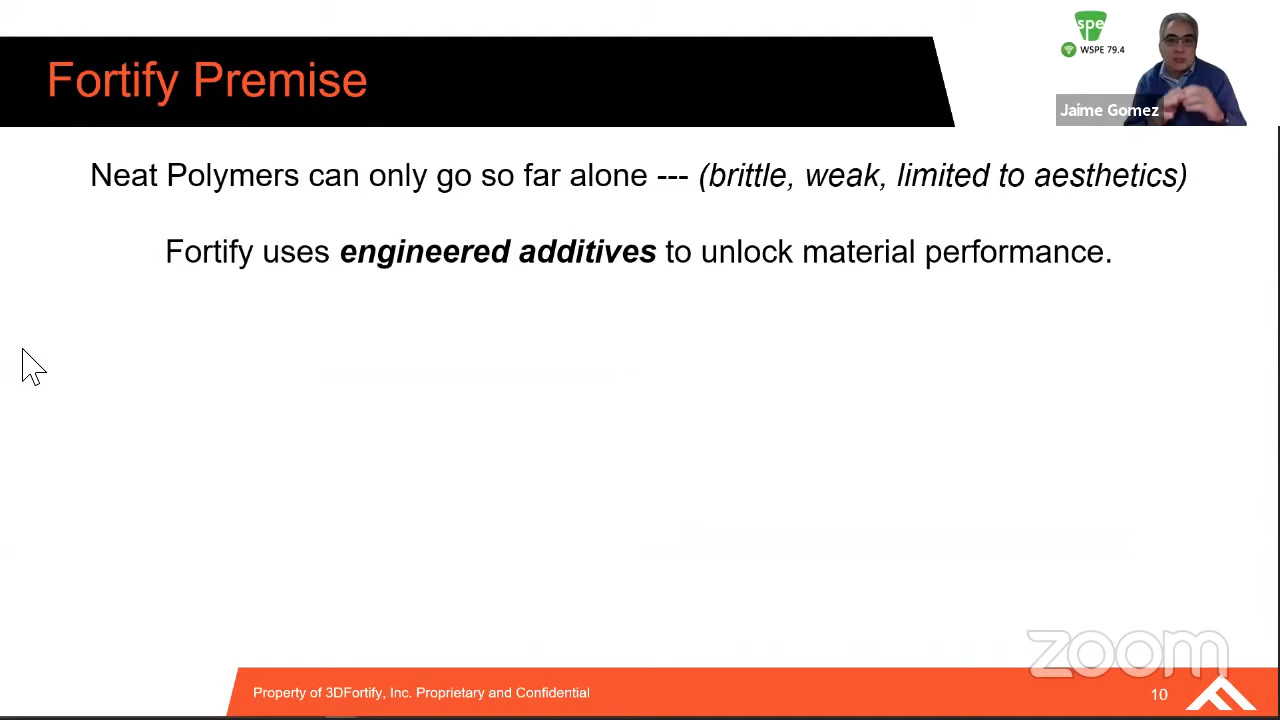 Fortify Premise
spe
WSPE 79.4
Jaime Gomez
Neat Polymers can only go so far alone --- (brittle, weak, limited to aesthetics)
Fortify uses engineered additives to unlock material performance.
zoom
Property of 3DFortify, Inc. Proprietary and Confidential
10